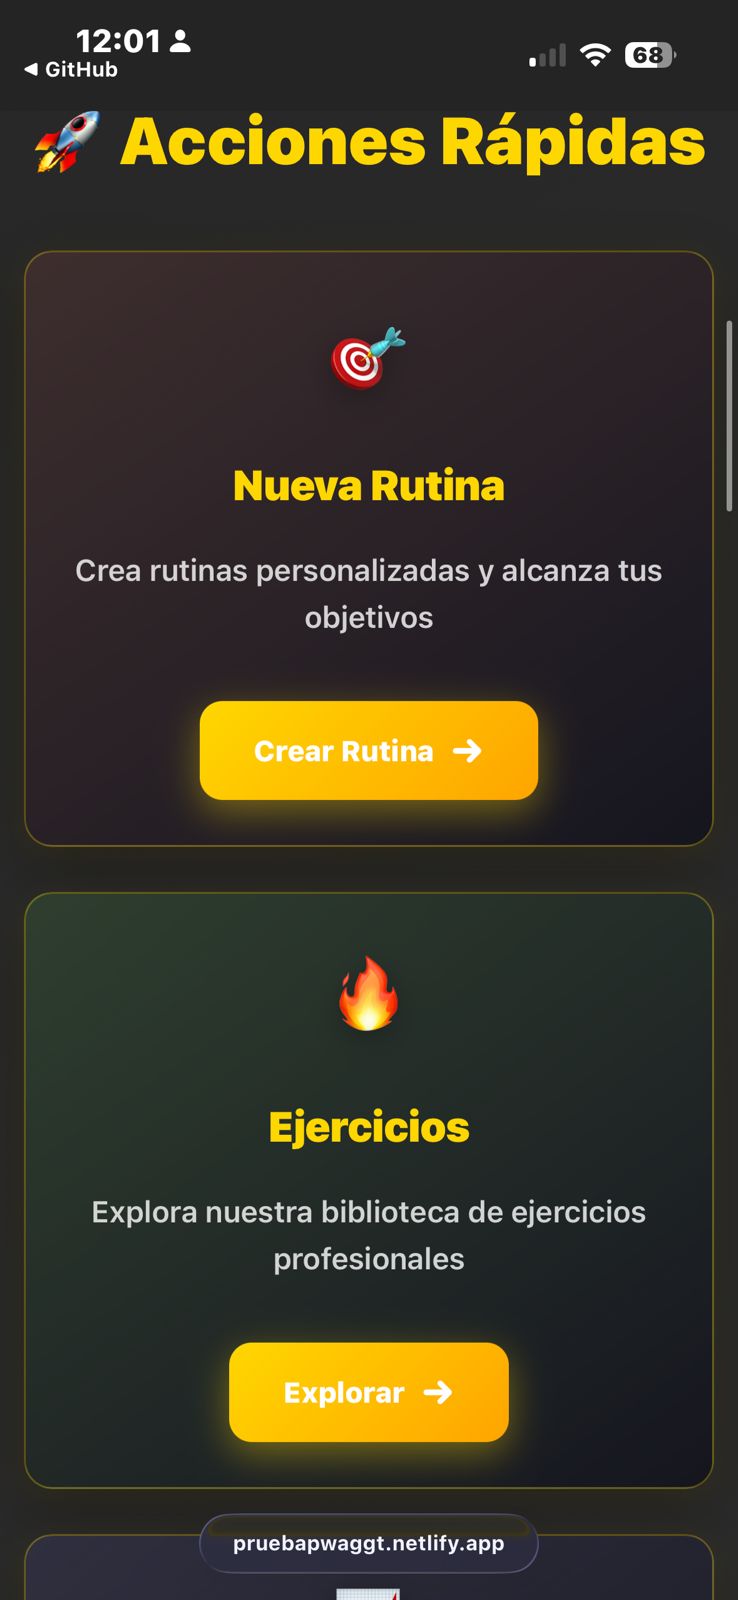 12:01
68
GitHub
Acciones Rápidas
Nueva Rutina
Crea rutinas personalizadas y alcanza tus
objetivos
Crear Rutina →
Ejercicios
Explora nuestra biblioteca de ejercicios
profesionales
Explorar →
pruebapwaggt.netlify.app